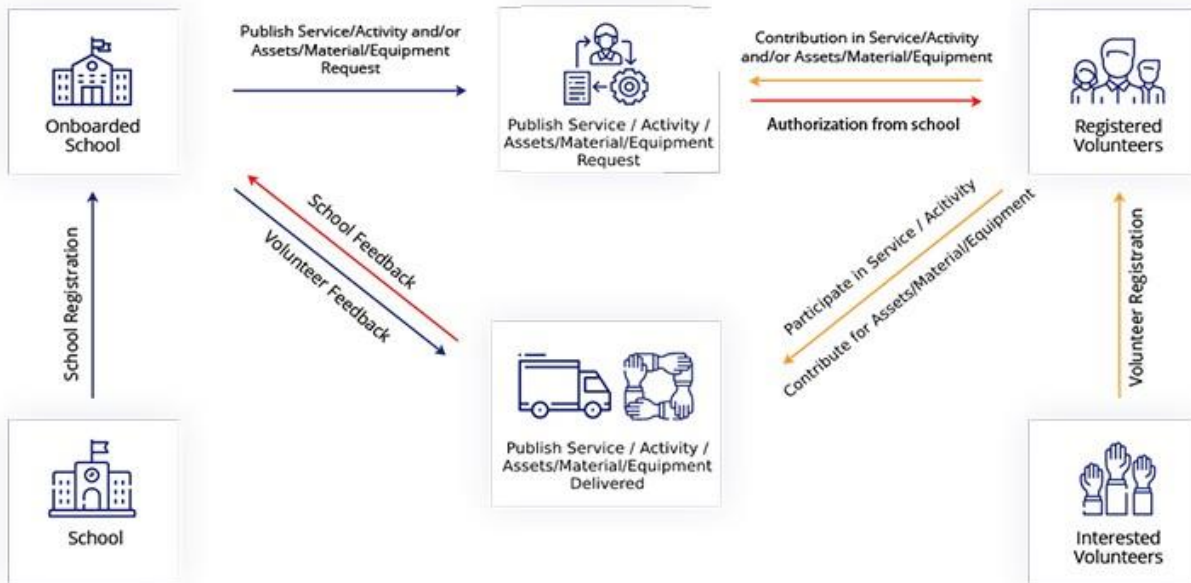 Publish Service/Activity and/or
Assets/Material/Equipment
Request
Contribution in Service/Activity
and/or Assets/Material/Equipment
Onboarded
School
Publish Service / Activity /
Assets/Material/Equipment
Request
Authorization from school
Registered
Volunteers
School Registration
School Feedback
Volunteer Feedback
Participate in Service / Acitivity
Contribute for Assets/Material/Equipment
Volunteer Registration
School
Publish Service / Activity /
Assets/Material/Equipment
Delivered
Interested
Volunteers